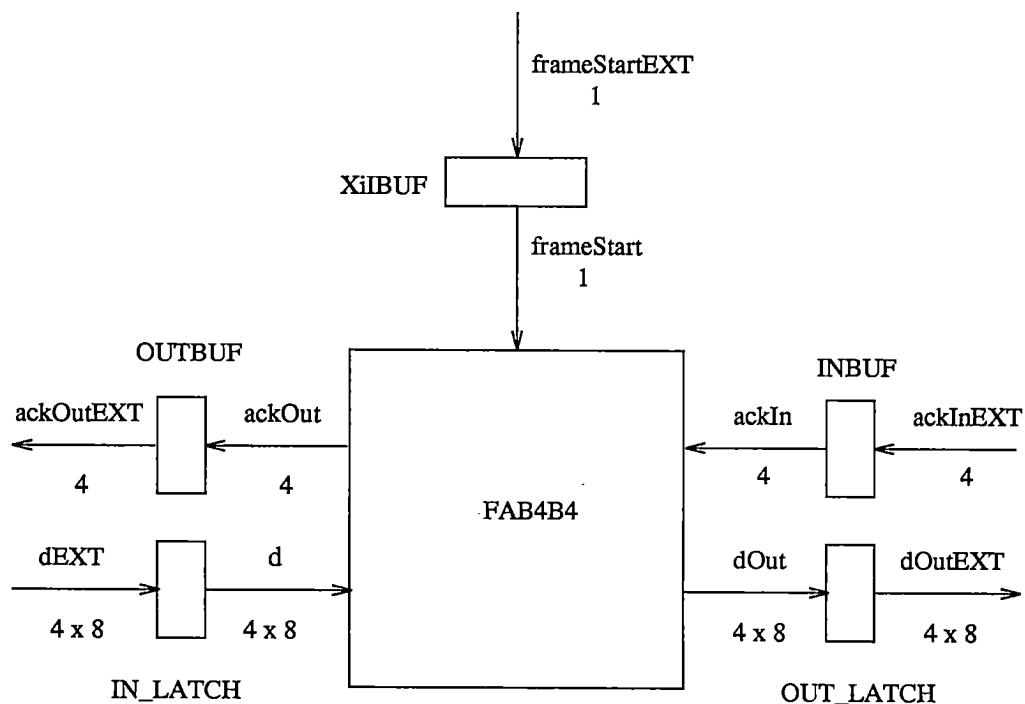 frameStartEXT
1
XiIBUF
frameStart
1
OUTBUF
INBUF
ackOutEXT
ackOut
ackIn
ackInEXT
4
4
4
4
FAB4B4
dEXT
d
dOut
dOutEXT
4 x 8
4 x 8
4 x 8
4 x 8
IN_LATCH
OUT_LATCH